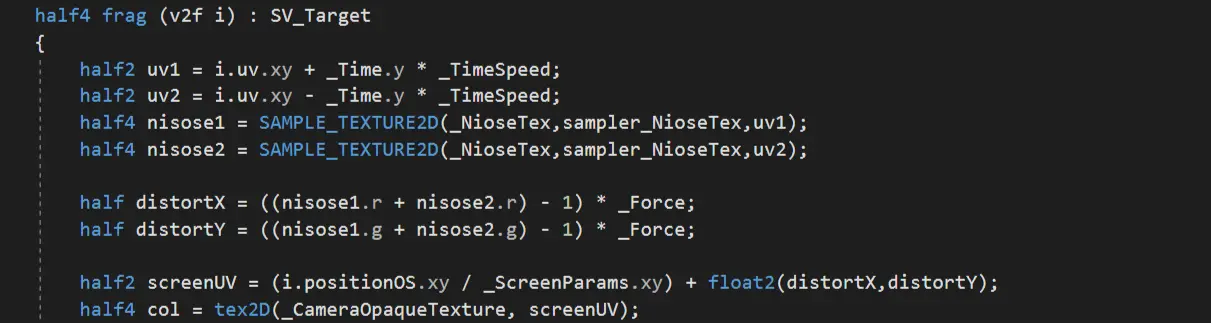 half4 frag (v2f i) : SV_Target
{
half2 uv1 = i.uv.xy + _Time.y * _TimeSpeed;
half2 uv2 = i.uv.xy - _Time.y * _TimeSpeed;
half4 nisose1 = SAMPLE_TEXTURE2D(_NioseTex,sampler_NioseTex,uv1);
half4 nisose2 = SAMPLE_TEXTURE2D(_NioseTex,sampler_NioseTex,uv2);
half distortX = ((nisose1.r + nisose2.r) - 1) * _Force;
half distortY = ((nisose1.g + nisose2.g) - 1) * _Force;
half2 screenUV = (i.positionOS.xy / _ScreenParams.xy) + float2(distortX,distortY);
half4 col = tex2D(_CameraOpaqueTexture, screenUV);